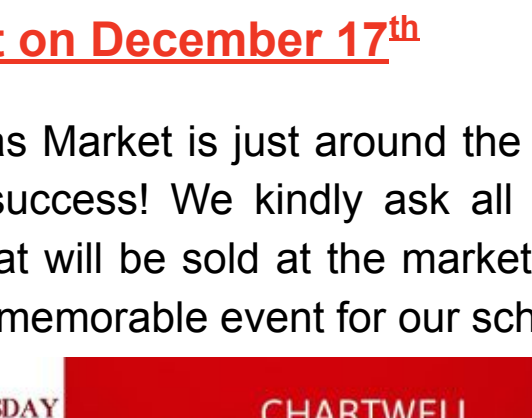 t on December 17th
as Market is just around the
success! We kindly ask all
at will be sold at the market
memorable event for our sch
SDAY
CHARTWELL